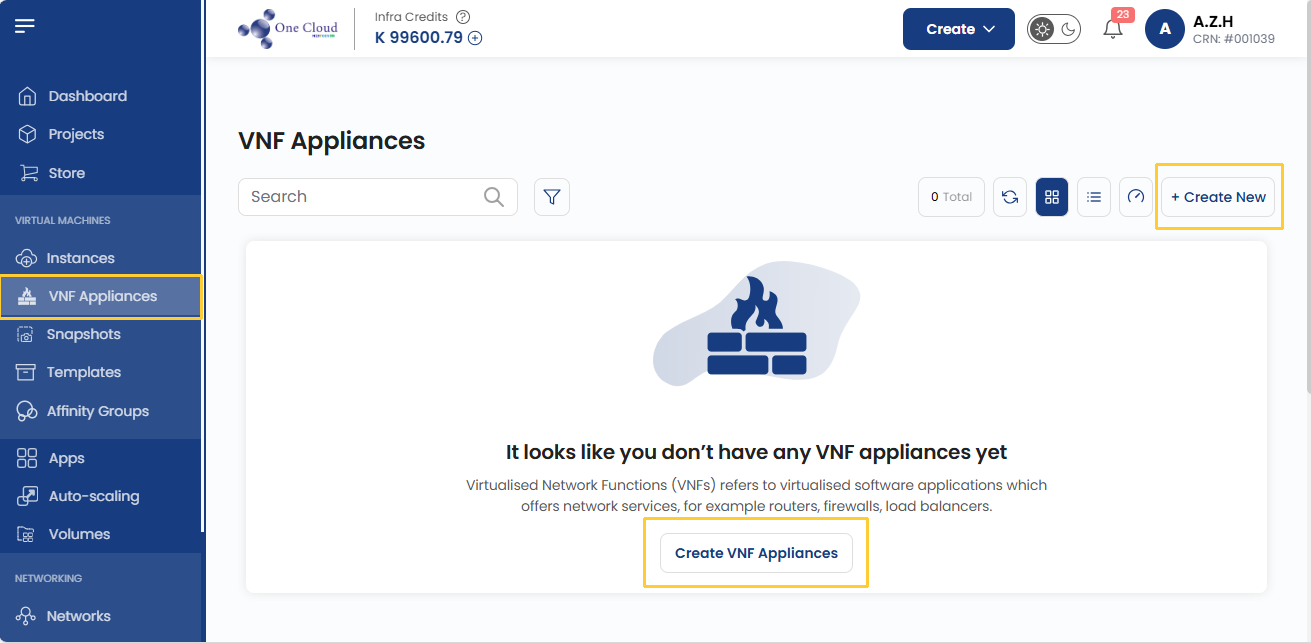 One Cloud
Infra Credits
K 99600.79
Create
23
A
A.Z.H
CRN: #001039
Dashboard
Projects
Store
VIRTUAL MACHINES
Instances
VNF Appliances
Snapshots
Templates
Affinity Groups
Apps
Auto-scaling
Volumes
NETWORKING
Networks
VNF Appliances
Search
0 Total
+ Create New
It looks like you don’t have any VNF appliances yet
Virtualised Network Functions (VNFs) refers to virtualised software applications which
offers network services, for example routers, firewalls, load balancers.
Create VNF Appliances